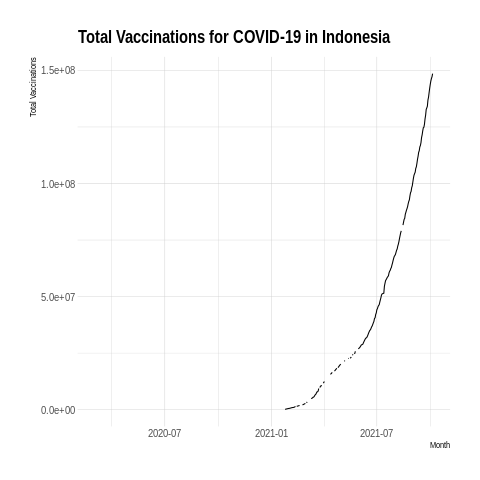 Total Vaccinations for COVID-19 in Indonesia
Total Vaccinations
1.5e+08
1.0e+08
5.0e+07
0.0e+00
2020-07 2021-01 2021-07
Month